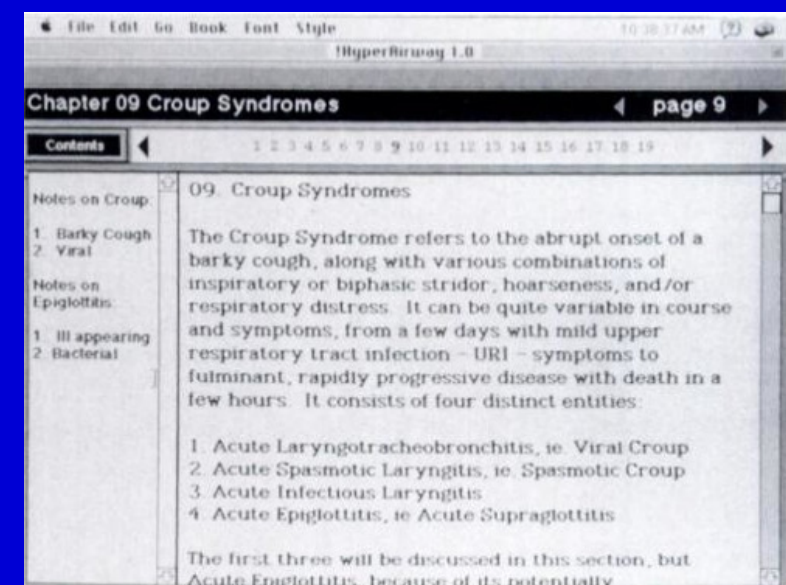 File Edit Go Book Font Style 10:38:37 AM
!HyperAirway 1.0
Chapter 09 Croup Syndromes page 9
Contents 1 2 3 4 5 6 7 8 9 10 11 12 13 14 15 16 17 18 19
Notes on Croup:
1. Barky Cough
2. Viral
Notes on
Epiglottitis:
1. Ill appearing
2. Bacterial
09. Croup Syndromes
The Croup Syndrome refers to the abrupt onset of a
barky cough, along with various combinations of
inspiratory or biphasic stridor, hoarseness, and/or
respiratory distress. It can be quite variable in course
and symptoms, from a few days with mild upper
respiratory tract infection - URI - symptoms to
fulminant, rapidly progressive disease with death in a
few hours. It consists of four distinct entities:
1. Acute Laryngotracheobronchitis, ie. Viral Croup
2. Acute Spasmotic Laryngitis, ie. Spasmotic Croup
3. Acute Infectious Laryngitis
4. Acute Epiglottitis, ie Acute Supraglottitis
The first three will be discussed in this section, but
Acute Epiglottitis, because of its potentially